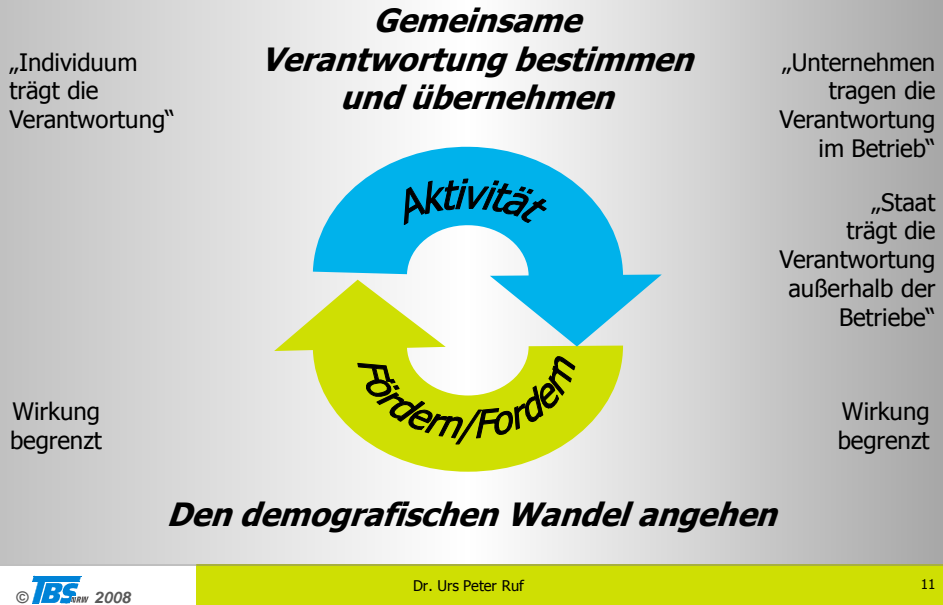 Gemeinsame
Verantwortung bestimmen
und übernehmen
„Individuum
trägt die
Verantwortung“
„Unternehmen
tragen die
Verantwortung
im Betrieb“
„Staat
trägt die
Verantwortung
außerhalb der
Betriebe“
Aktivität
Fördern/Fordern
Wirkung
begrenzt
Wirkung
begrenzt
Den demografischen Wandel angehen
© TBS NRW 2008
Dr. Urs Peter Ruf
11